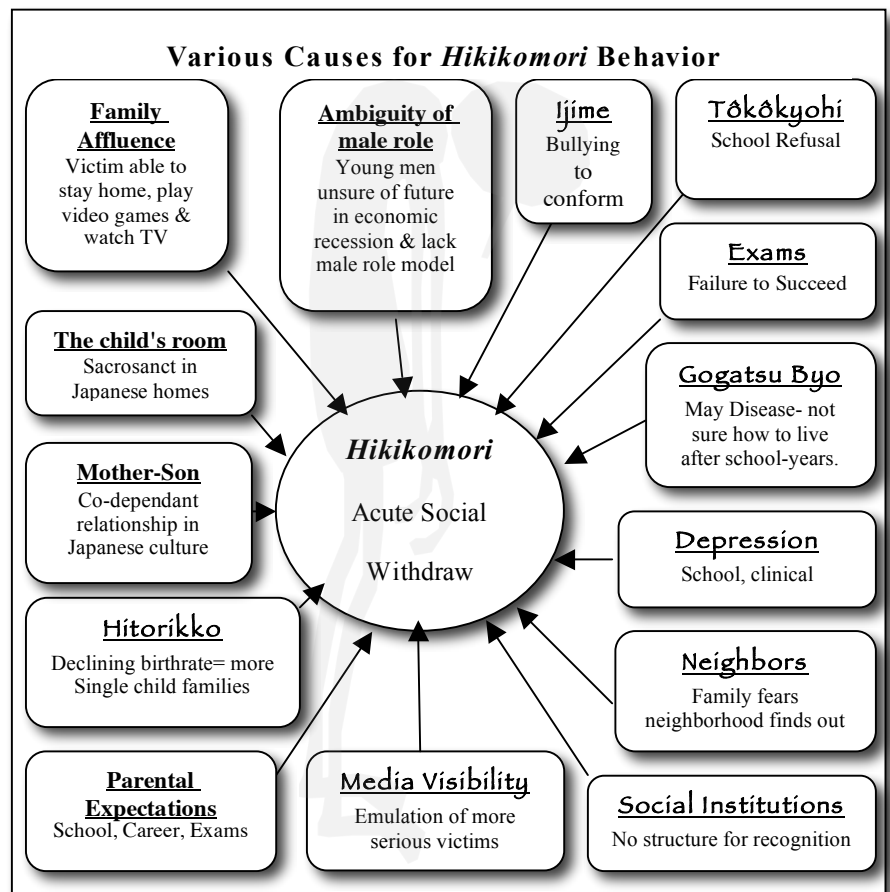 Various Causes for Hikikomori Behavior
Family
Affluence
Victim able to
stay home, play
video games &
watch TV
Ambiguity of
male role
Young men
unsure of future
in economic
recession & lack
male role model
Ijime
Bullying
to
conform
Tôkôkyohi
School Refusal
Exams
Failure to Succeed
The child's room
Sacrosanct in
Japanese homes
Gogatsu Byo
May Disease- not
sure how to live
after school-years.
Hikikomori
Acute Social
Withdraw
Mother-Son
Co-dependant
relationship in
Japanese culture
Depression
School, clinical
Hitorikko
Declining birthrate= more
Single child families
Neighbors
Family fears
neighborhood finds out
Parental
Expectations
School, Career, Exams
Media Visibility
Emulation of more
serious victims
Social Institutions
No structure for recognition